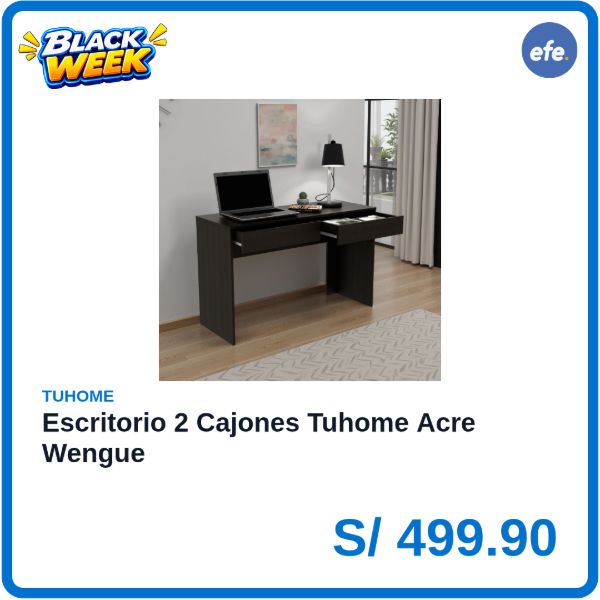 BLACK
WEEK
efe.
TUHOME
Escritorio 2 Cajones Tuhome Acre
Wengue
S/ 499.90